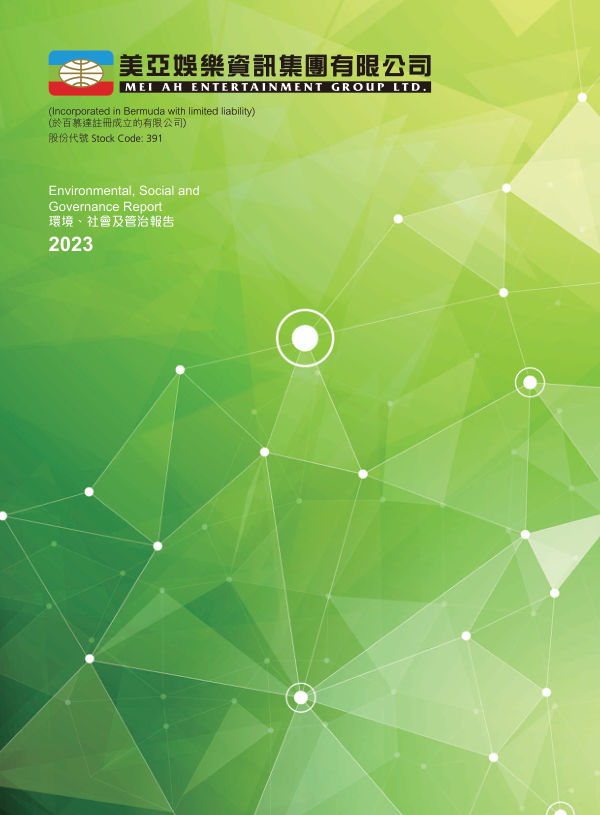 美亞娛樂資訊集團有限公司
MEI AH ENTERTAINMENT GROUP LTD.
(Incorporated in Bermuda with limited liability)
(於百慕達註冊成立的有限公司)
股份代號 Stock Code: 391
Environmental, Social and
Governance Report
環境、社會及管治報告
2023